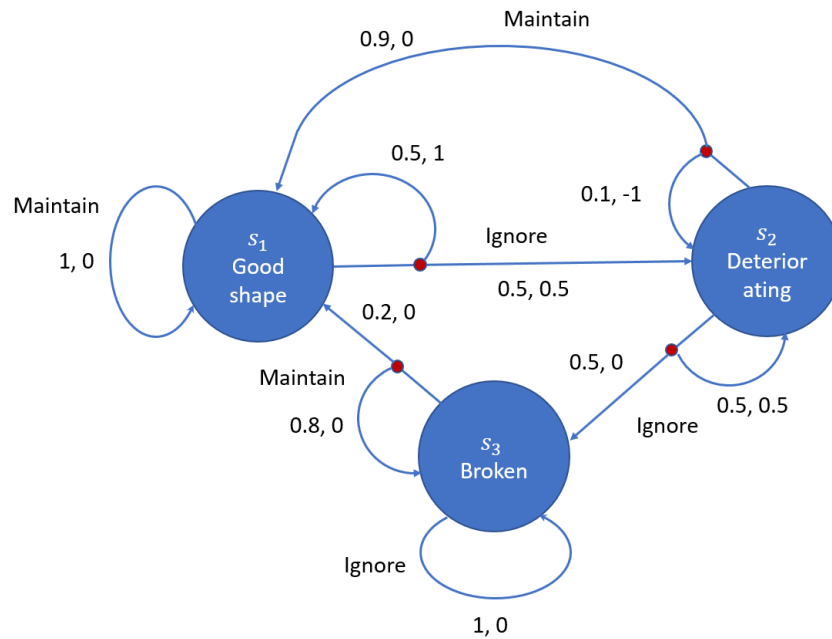 Maintain
0.9, 0
0.5, 1
Maintain
0.1, -1
s₁
Good
shape
Ignore
s₂
Deterior
ating
1, 0
0.5, 0.5
0.2, 0
0.5, 0
Maintain
0.5, 0.5
0.8, 0
Ignore
s₃
Broken
Ignore
1, 0